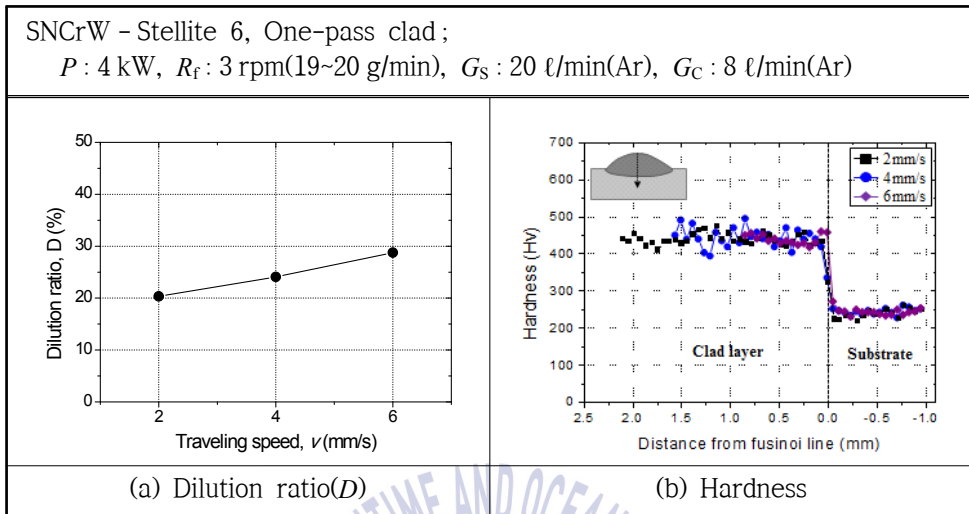 SNCrW - Stellite 6, One-pass clad ;
P : 4 kW, Rf : 3 rpm(19~20 g/min), GS : 20 ℓ/min(Ar), GC : 8 ℓ/min(Ar)
50
40
30
20
10
0
2
4
6
Dilution ratio, D (%)
Traveling speed, v (mm/s)
700
600
500
400
300
200
100
0
2.5
2.0
1.5
1.0
0.5
0.0
-0.5
-1.0
Hardness (Hv)
2mm/s
4mm/s
6mm/s
Clad layer
Substrate
Distance from fusinoi line (mm)
(a) Dilution ratio(D)
(b) Hardness
TIME AND OCEAN